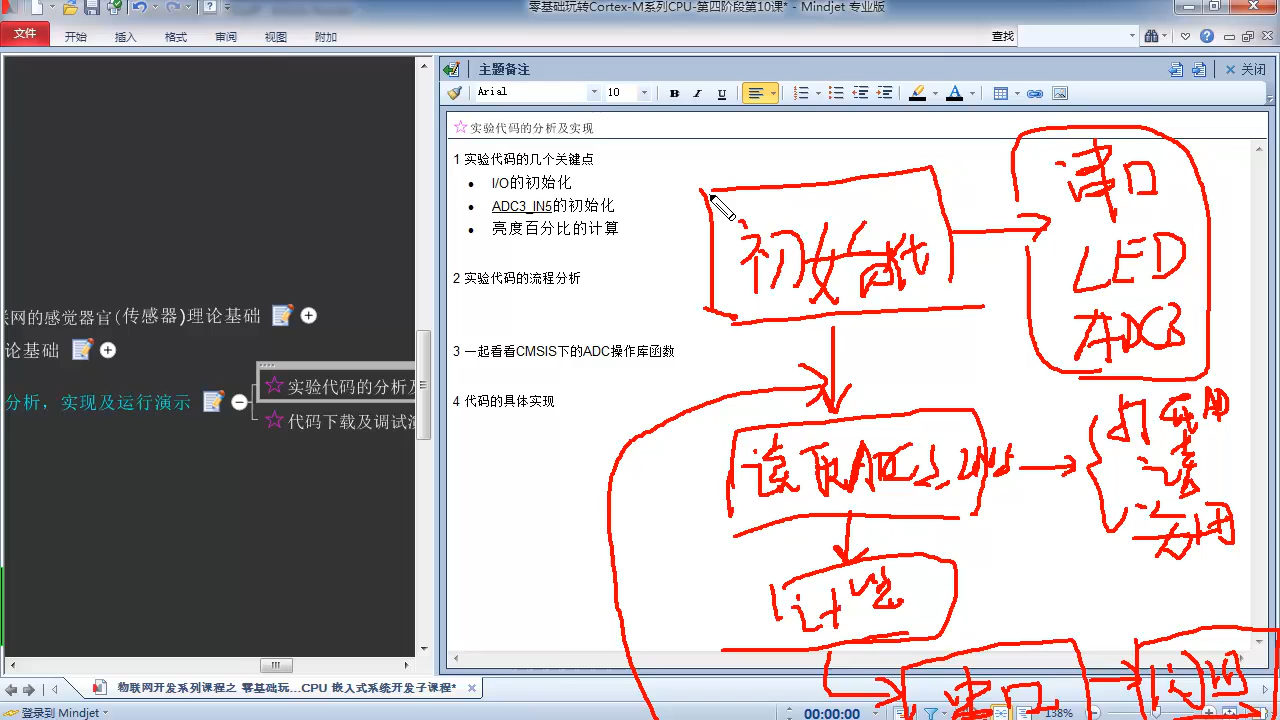 零基础玩转Cortex-M系列CPU-第四阶段第10课* - Mindjet 专业版
文件 开始 插入 格式 审阅 视图 附加 查找
主题备注 关闭
Arial 10 B I U
☆实验代码的分析及实现
1 实验代码的几个关键点
• I/O的初始化
• ADC3_IN5的初始化
• 亮度百分比的计算
2 实验代码的流程分析
3 一起看看CMSIS下的ADC操作库函数
4 代码的具体实现
联网的感觉器官(传感器)理论基础
论基础
分析, 实现及运行演示
☆ 实验代码的分析及
☆ 代码下载及调试演
初始化
串口
LED
ADC3
读取ADC3_IN5
计算
串口
物联网开发系列课程之 零基础玩...CPU 嵌入式系统开发子课程*
登录到 Mindjet
00:00:00
138%